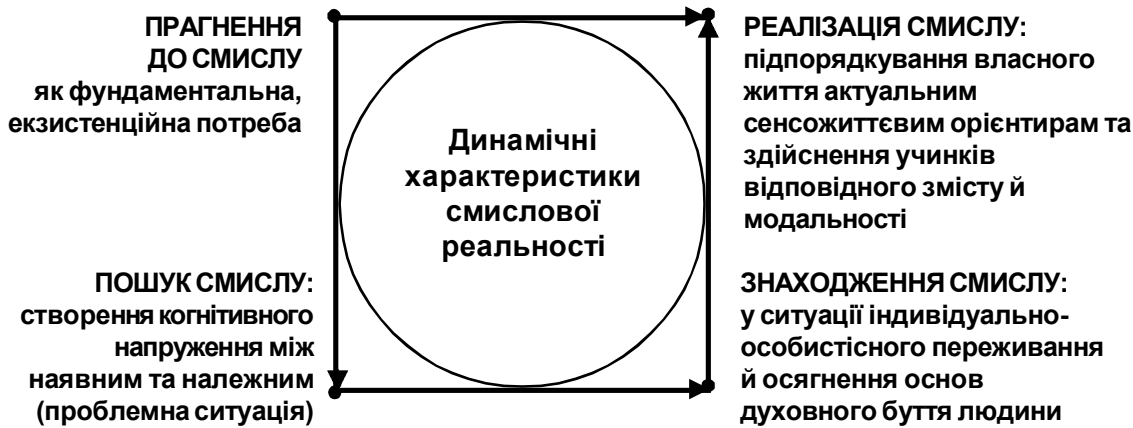 ПРАГНЕННЯ
ДО СМИСЛУ
як фундаментальна,
екзистенційна потреба
РЕАЛІЗАЦІЯ СМИСЛУ:
підпорядкування власного
життя актуальним
сенсожиттєвим орієнтирам та
здійснення учинків
відповідного змісту й
модальності
Динамічні
характеристики
смислової
реальності
ПОШУК СМИСЛУ:
створення когнітивного
напруження між
наявним та належним
(проблемна ситуація)
ЗНАХОДЖЕННЯ СМИСЛУ:
у ситуації індивідуально-
особистісного переживання
й осягнення основ
духовного буття людини